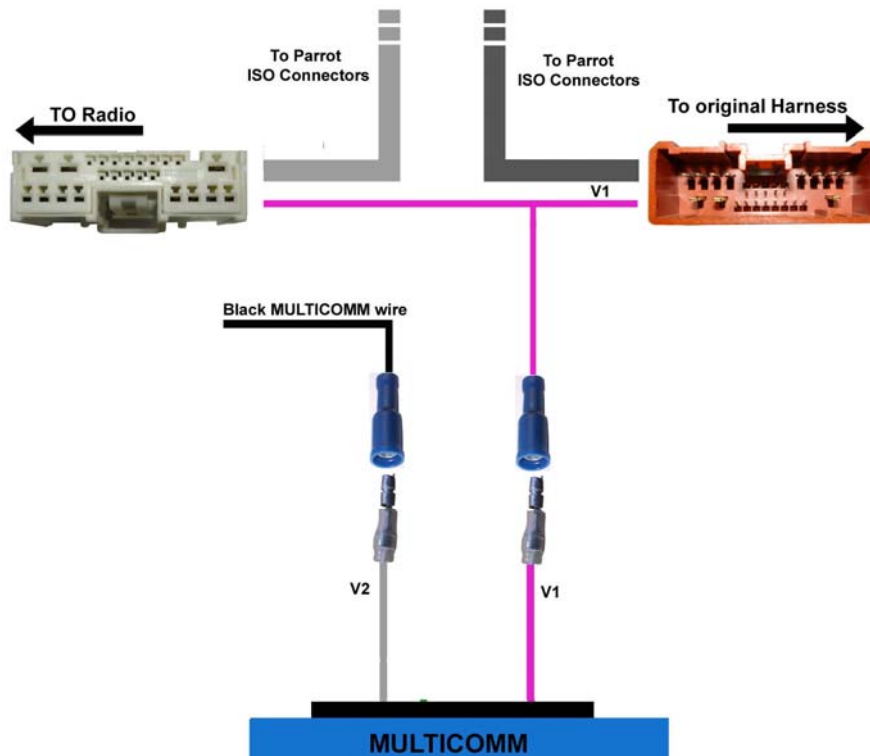 To Parrot
ISO Connectors
To Parrot
ISO Connectors
TO Radio
To original Harness
V1
Black MULTICOMM wire
V2
V1
MULTICOMM